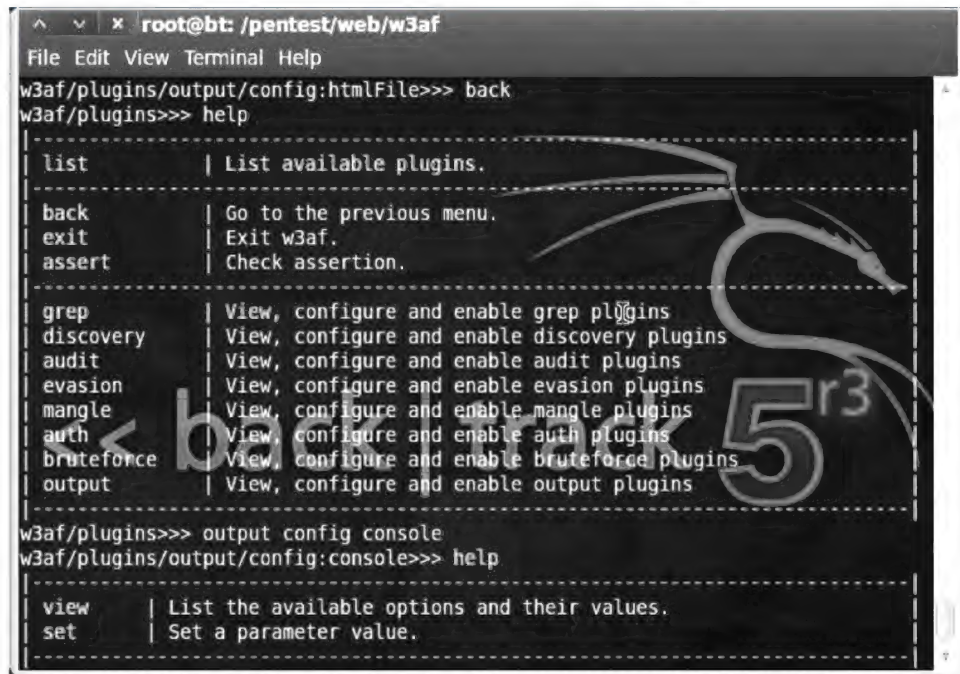 root@bt: /pentest/web/w3af
File Edit View Terminal Help
w3af/plugins/output/config:htmlFile>>> back
w3af/plugins>>> help
| list | List available plugins.
| back | Go to the previous menu.
| exit | Exit w3af.
| assert | Check assertion.
| grep | View, configure and enable grep plugins
| discovery | View, configure and enable discovery plugins
| audit | View, configure and enable audit plugins
| evasion | View, configure and enable evasion plugins
| mangle | View, configure and enable mangle plugins
| auth | View, configure and enable auth plugins
| bruteforce | View, configure and enable bruteforce plugins
| output | View, configure and enable output plugins
<< back | track 5 r3
w3af/plugins>>> output config console
w3af/plugins/output/config:console>>> help
| view | List the available options and their values.
| set | Set a parameter value.